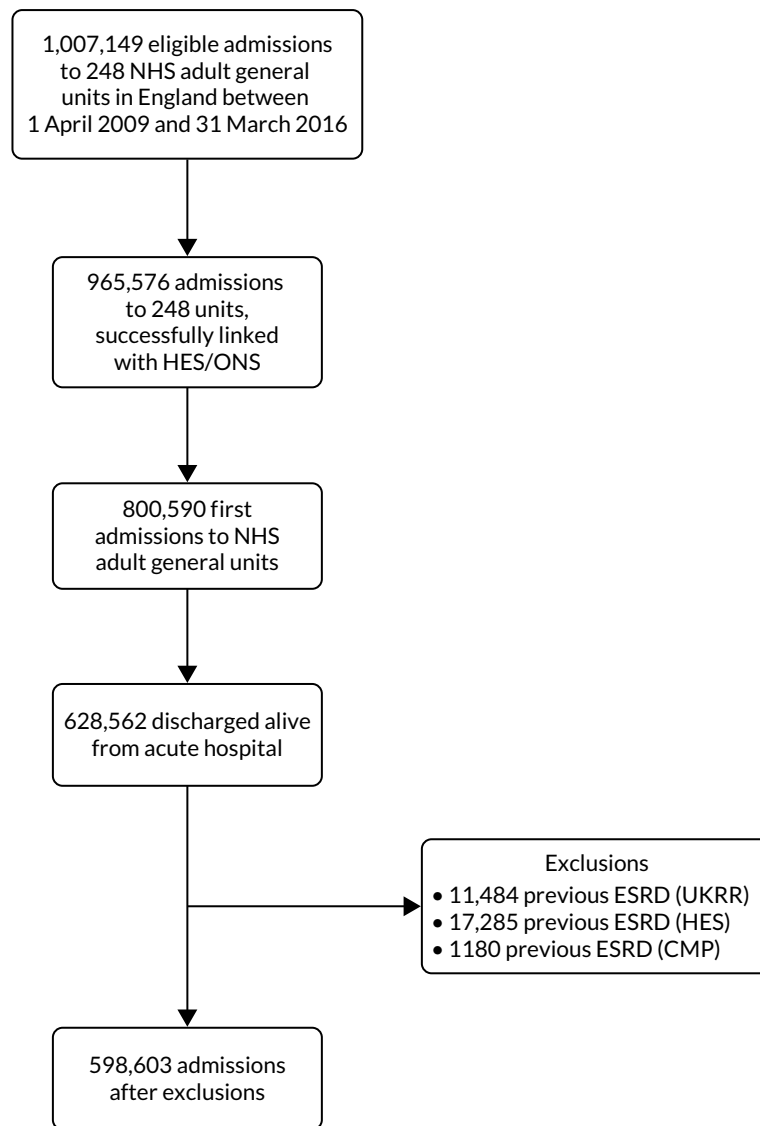 1,007,149 eligible admissions
to 248 NHS adult general
units in England between
1 April 2009 and 31 March 2016
965,576 admissions
to 248 units,
successfully linked
with HES/ONS
800,590 first
admissions to NHS
adult general units
628,562 discharged alive
from acute hospital
Exclusions
• 11,484 previous ESRD (UKRR)
• 17,285 previous ESRD (HES)
• 1180 previous ESRD (CMP)
598,603 admissions
after exclusions